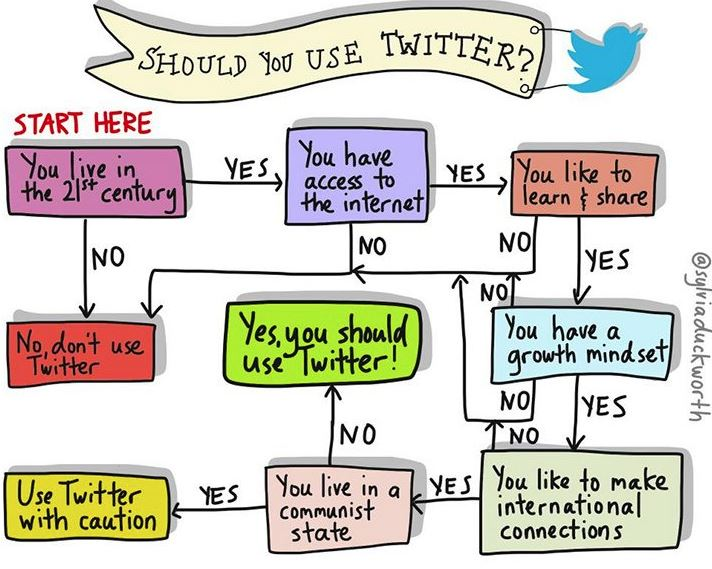 SHOULD YOU USE TWITTER?
START HERE
You live in
the 21st century
YES
You have
access to
the internet
YES
You like to
learn & share
NO
NO
NO
YES
NO
No, don't use
Twitter
Yes, you should
use Twitter!
You have a
growth mindset
NO
YES
NO
NO
Use Twitter
with caution
YES
You live in a
communist
state
YES
You like to make
international
connections
@sylviaduckworth